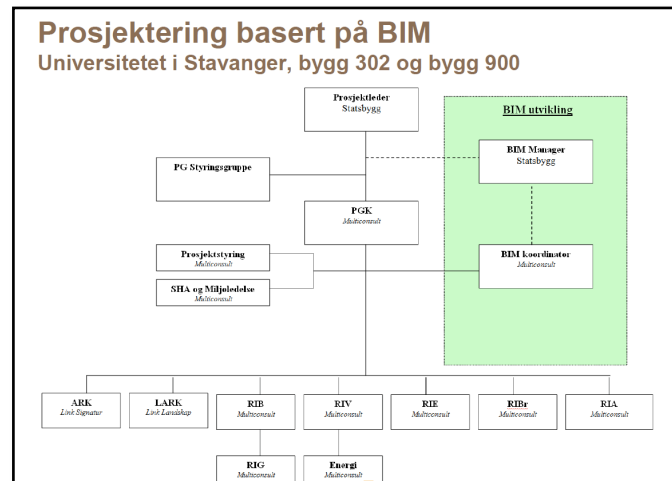 Prosjektering basert på BIM
Universitetet i Stavanger, bygg 302 og bygg 900
Prosjektleder
Statsbygg
BIM utvikling
BIM Manager
Statsbygg
PG Styringsgruppe
PGK
Multiconsult
Prosjektstyring
Multiconsult
BIM koordinator
Multiconsult
SHA og Miljøledelse
Multiconsult
ARK
Link Signatur
LARK
Link Landskap
RIB
Multiconsult
RIV
Multiconsult
RIE
Multiconsult
RIBr
Multiconsult
RIA
Multiconsult
RIG
Multiconsult
Energi
Multiconsult